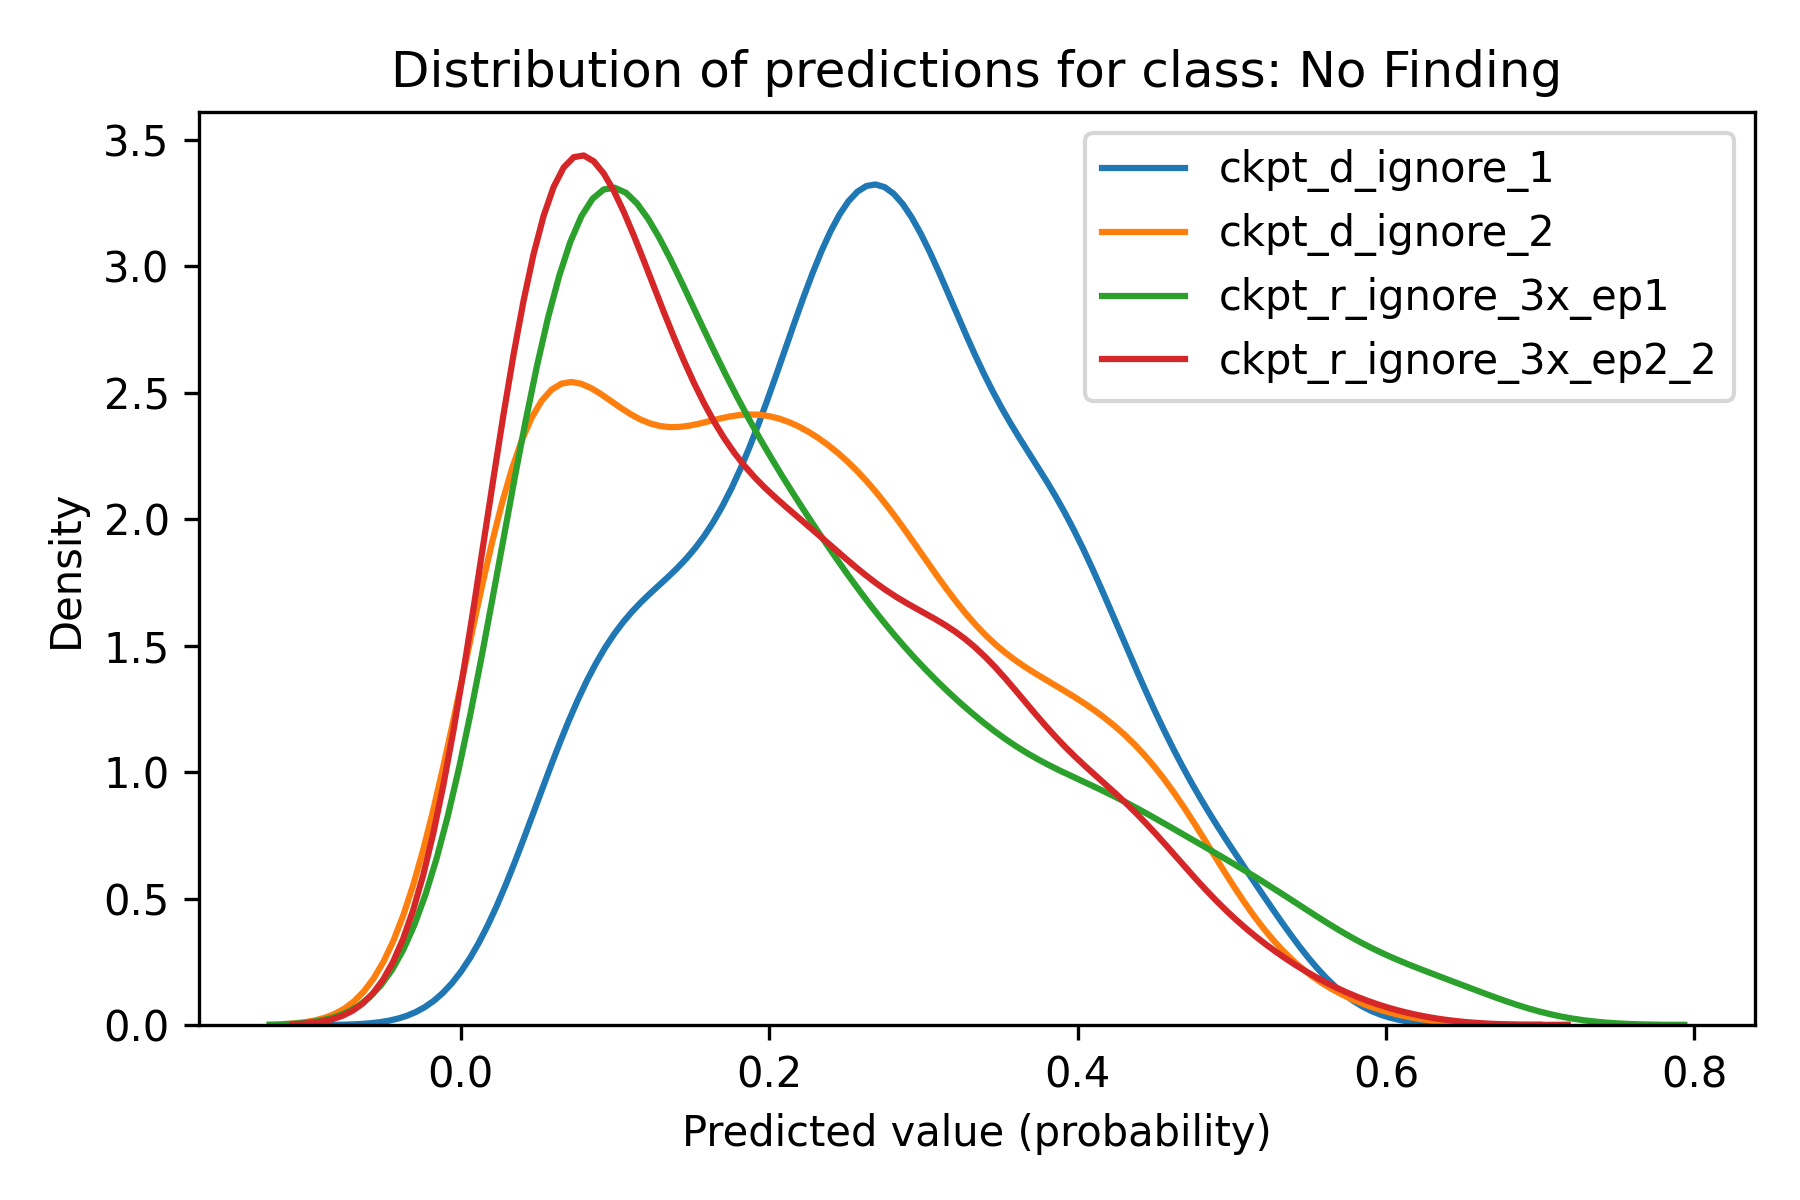 Distribution of predictions for class: No Finding
3.5
3.0
2.5
2.0
1.5
1.0
0.5
0.0
Density
ckpt_d_ignore_1
ckpt_d_ignore_2
ckpt_r_ignore_3x_ep1
ckpt_r_ignore_3x_ep2_2
0.0 0.2 0.4 0.6 0.8
Predicted value (probability)